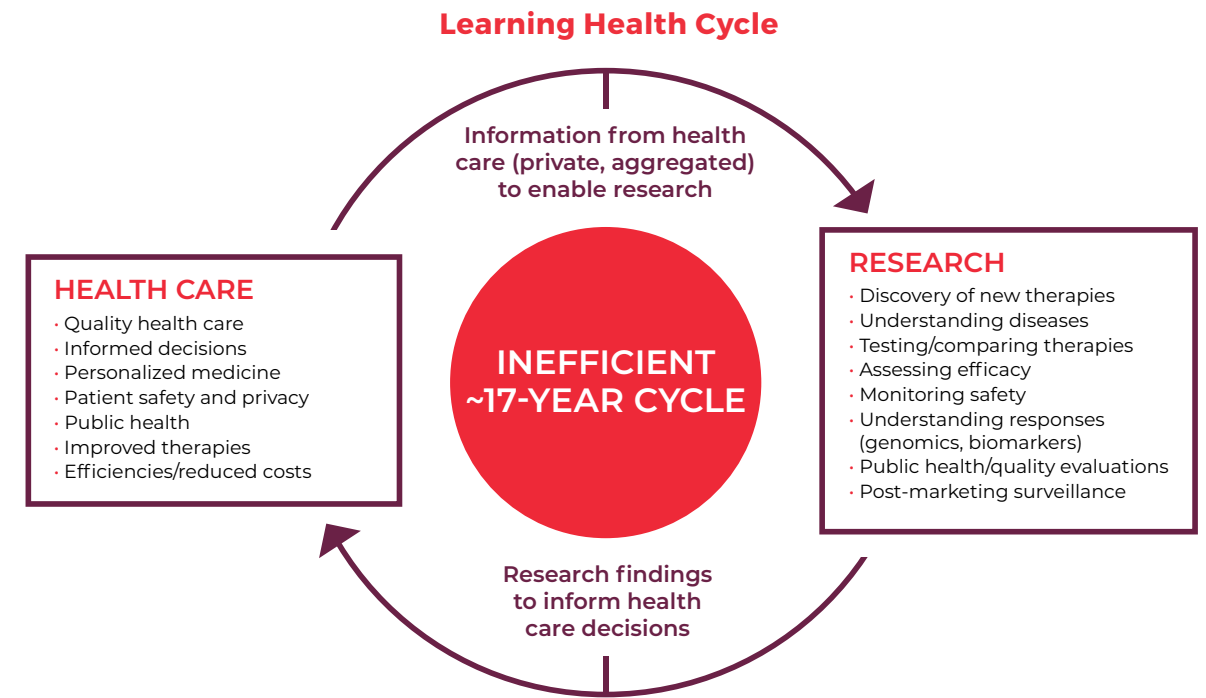 Learning Health Cycle
Information from health
care (private, aggregated)
to enable research
HEALTH CARE
· Quality health care
· Informed decisions
· Personalized medicine
· Patient safety and privacy
· Public health
· Improved therapies
· Efficiencies/reduced costs
INEFFICIENT
~17-YEAR CYCLE
RESEARCH
· Discovery of new therapies
· Understanding diseases
· Testing/comparing therapies
· Assessing efficacy
· Monitoring safety
· Understanding responses
(genomics, biomarkers)
· Public health/quality evaluations
· Post-marketing surveillance
Research findings
to inform health
care decisions